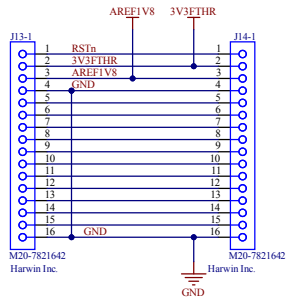 AREF1V8 3V3FTHR
J13-1 J14-1
1 RSTn 1
2 3V3FTHR 2
3 AREF1V8 3
4 GND 4
5 5
6 6
7 7
8 8
9 9
10 10
11 11
12 12
13 13
14 14
15 15
16 GND 16
M20-7821642 M20-7821642
Harwin Inc. Harwin Inc.
GND